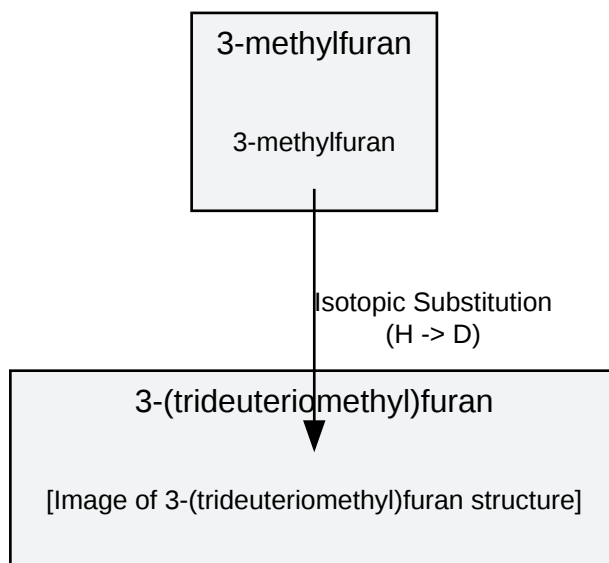 3-methylfuran
3-methylfuran
Isotopic Substitution
(H -> D)
3-(trideuteriomethyl)furan
[Image of 3-(trideuteriomethyl)furan structure]